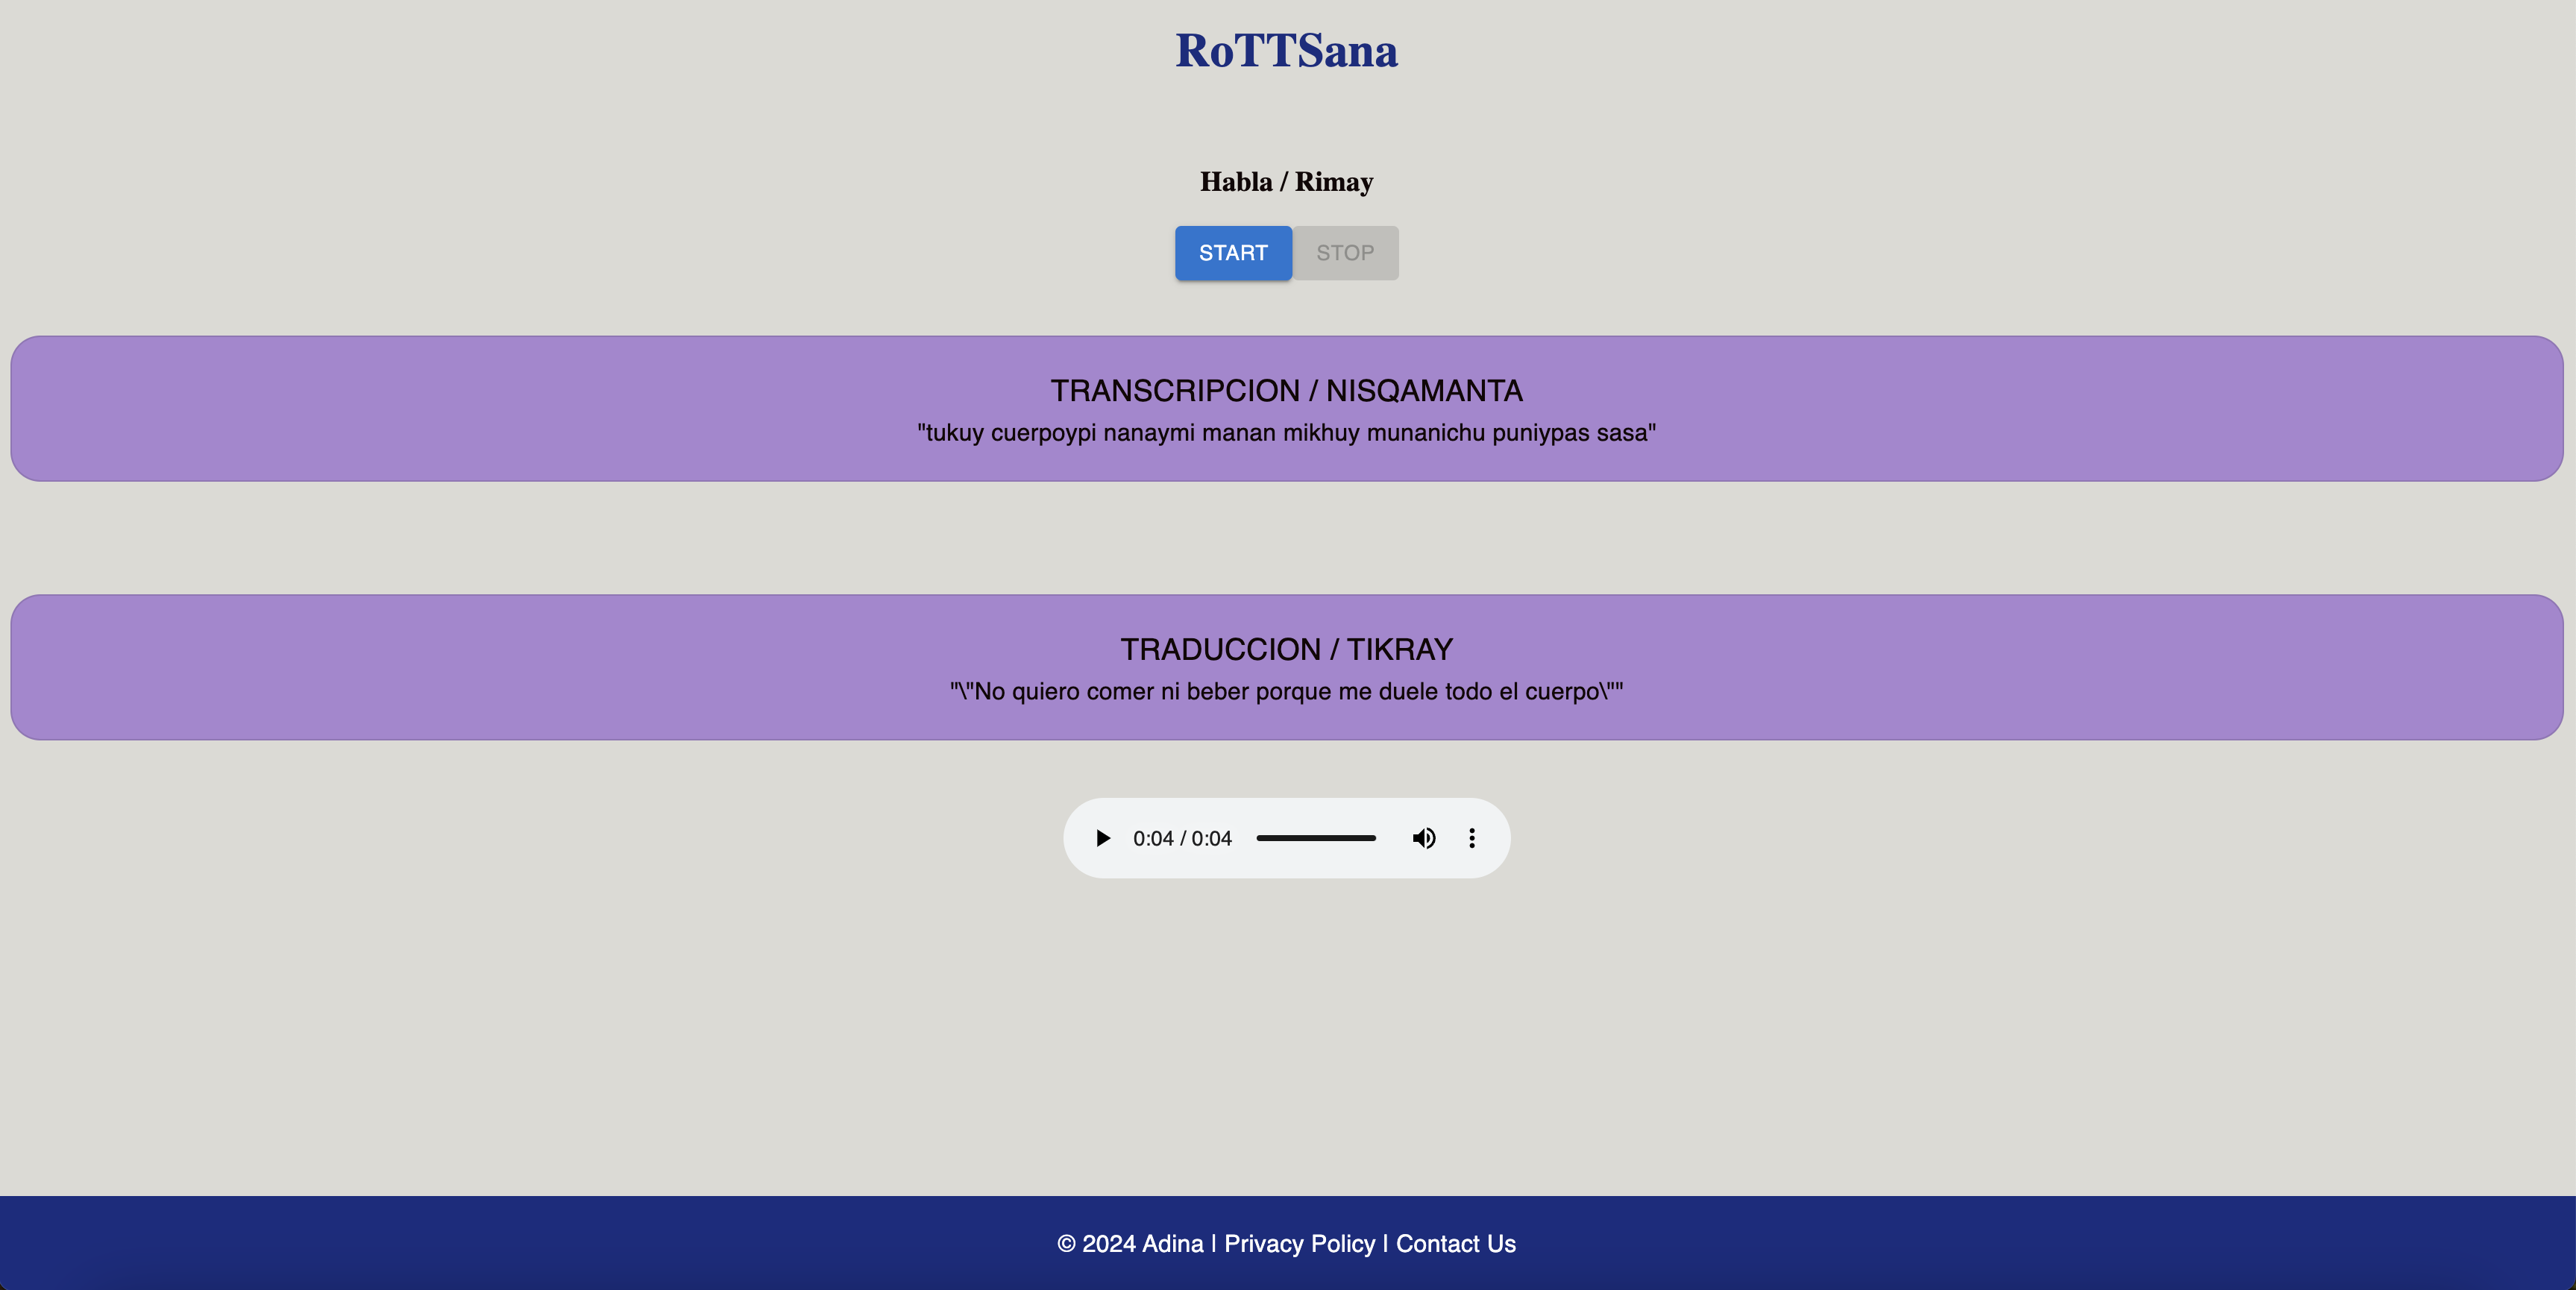 RoTTSana
Habla / Rimay
START STOP
TRANSCRIPCION / NISQAMANTA
"tukuy cuerpoypi nanaymi manan mikhuy munanichu puniypas sasa"
TRADUCCION / TIKRAY
"\"No quiero comer ni beber porque me duele todo el cuerpo\""
0:04 / 0:04
© 2024 Adina | Privacy Policy | Contact Us